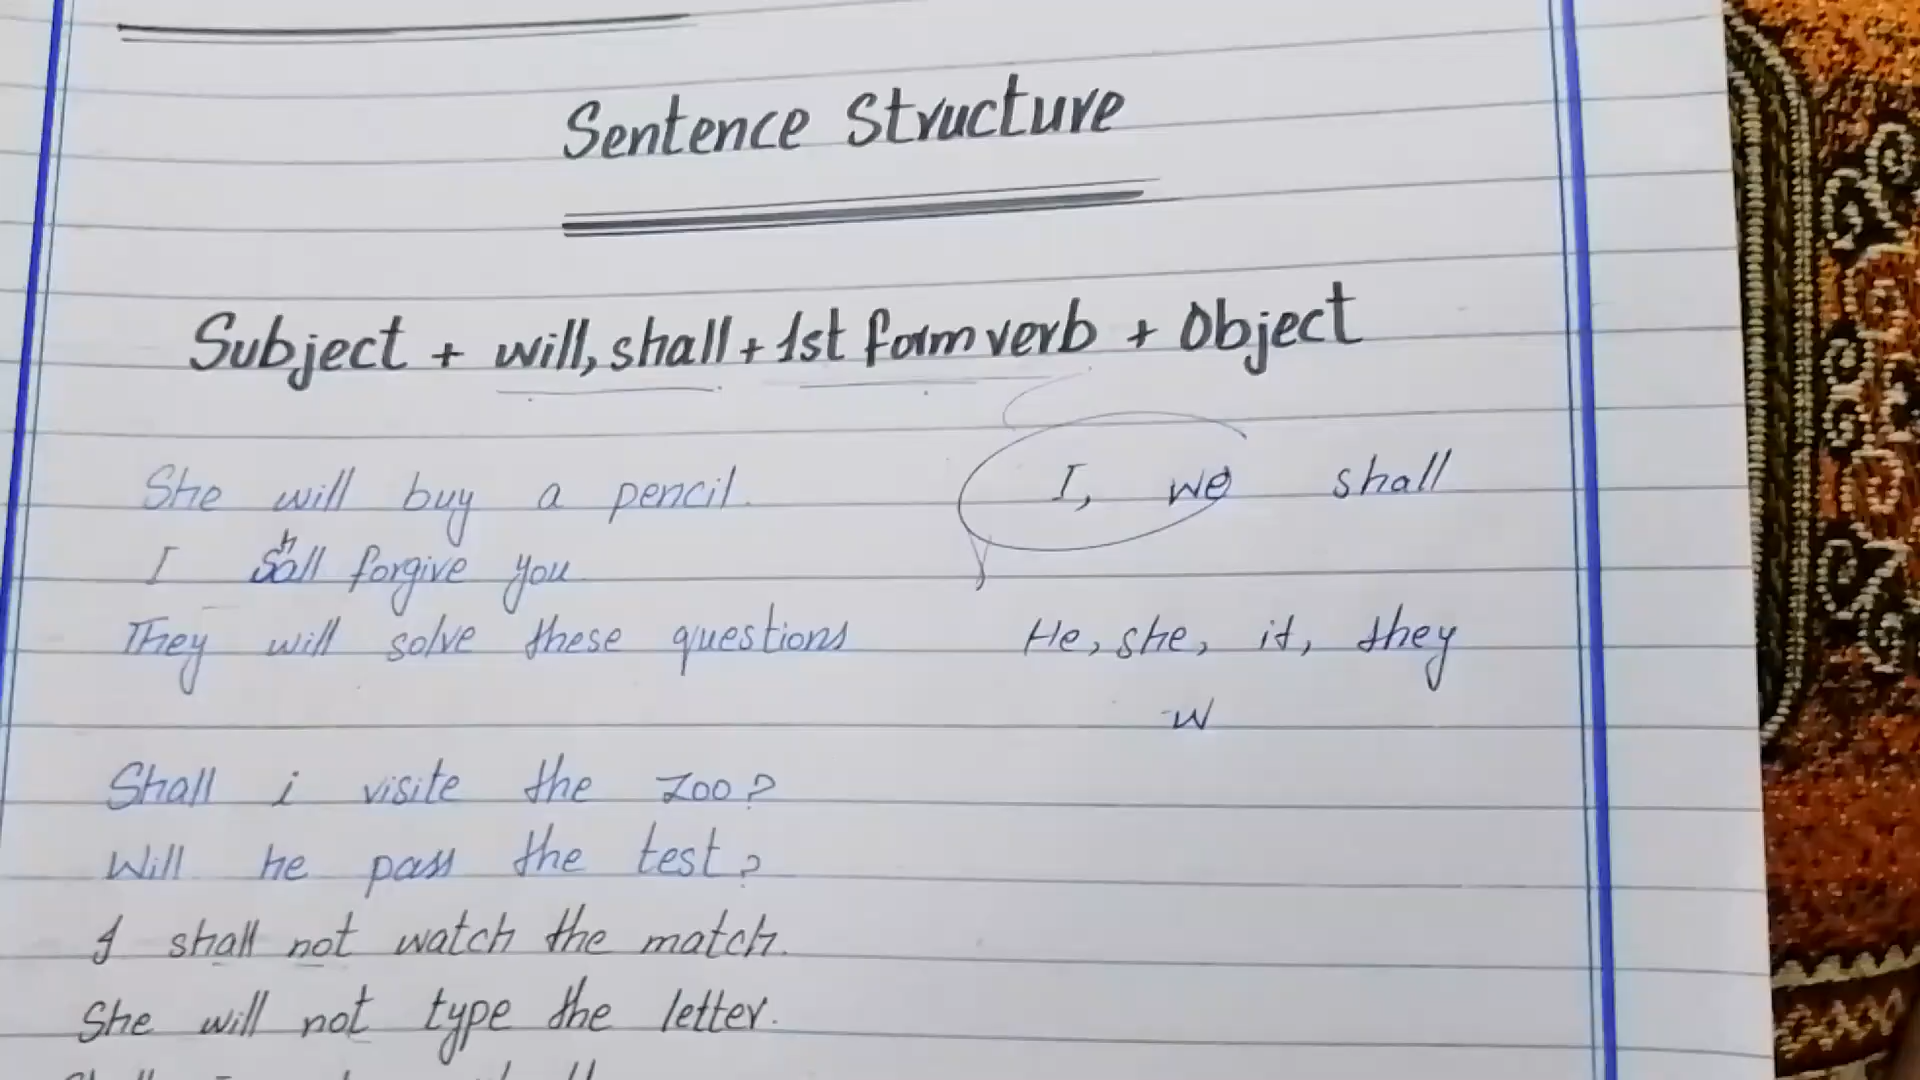 Sentence Structure
Subject + will, shall + 1st form verb + Object
She will buy a pencil.
I, we shall
I shall forgive you
They will solve these questions
He, she, it, they
w
Shall i visite the zoo?
Will he pass the test?
I shall not watch the match.
She will not type the letter.